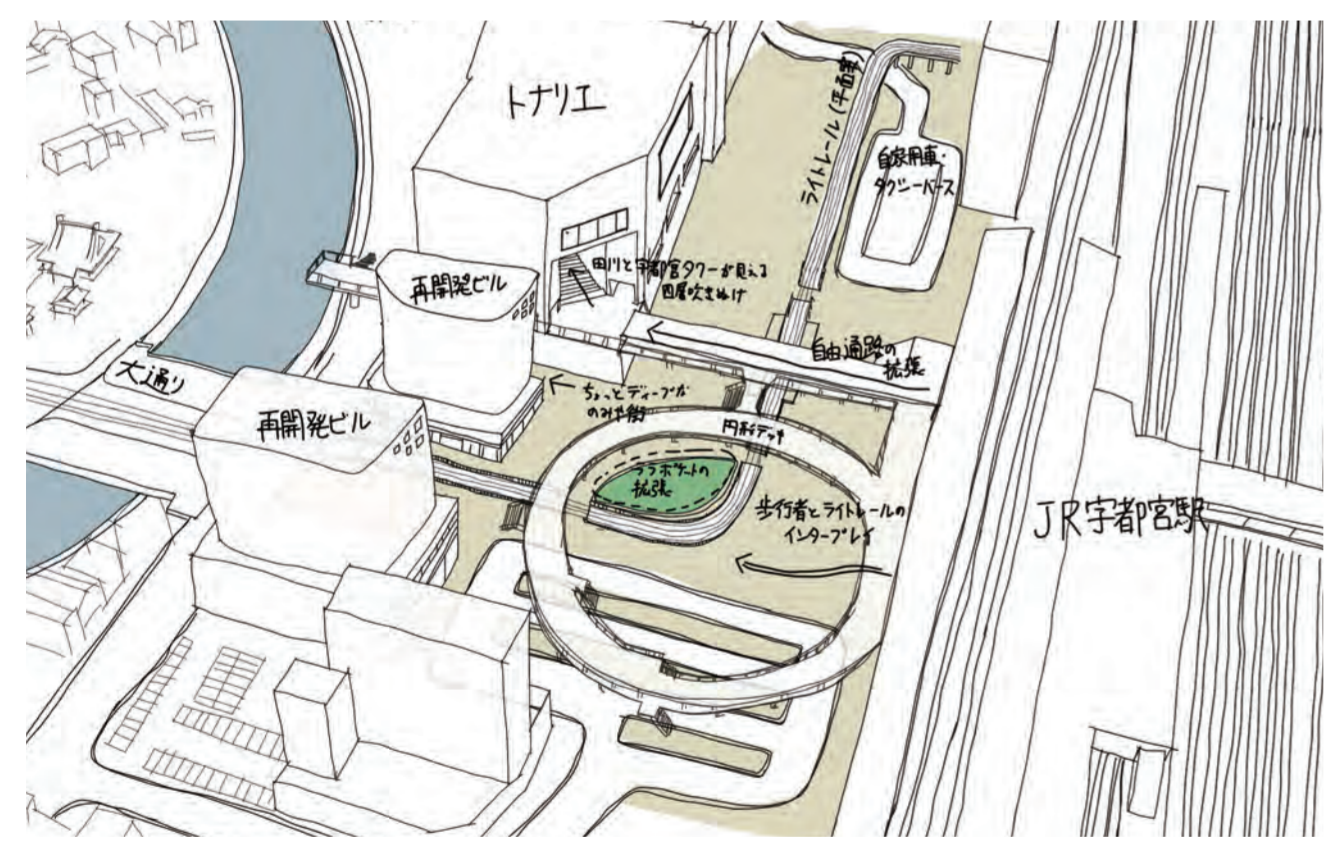 トナリエ
ライトレール(平面案)
自家用車・
タクシーバース
再開発ビル
田川と宇都宮タワーが見える
四層吹きぬけ
自由通路の
拡張
大通り
再開発ビル
ちょっとディープな
のみや街
円形デッキ
ララポケットの
拡張
歩行者とライトレールの
インタープレイ
JR宇都宮駅